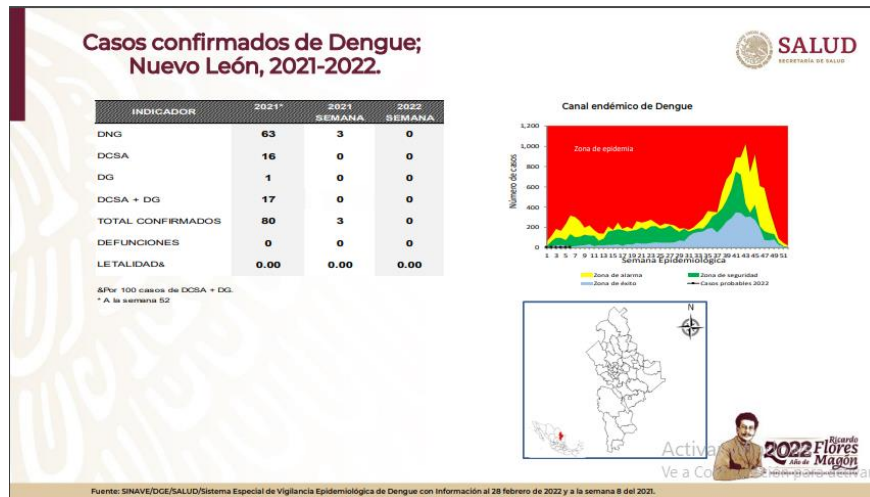 Casos confirmados de Dengue;
Nuevo León, 2021-2022.
SALUD
SECRETARÍA DE SALUD
INDICADOR 2021* 2021 SEMANA 2022 SEMANA
DNG 63 3 0
DCSA 16 0 0
DG 1 0 0
DCSA + DG 17 0 0
TOTAL CONFIRMADOS 80 3 0
DEFUNCIONES 0 0 0
LETALIDAD& 0.00 0.00 0.00
&Por 100 casos de DCSA + DG.
* A la semana 52
Canal endémico de Dengue
Número de casos
1,200
1,000
800
600
400
200
0
Zona de epidemia
1 3 5 7 9 11 13 15 17 19 21 23 25 27 29 31 33 35 37 39 41 43 45 47 49 51
Semana Epidemiológica
Zona de alarma Zona de seguridad
Zona de éxito Casos probables 2022
N
Activar
Ve a
2022 Ricardo Flores Magón
Año de
Fuente: SINAVE/DGE/SALUD/Sistema Especial de Vigilancia Epidemiológica de Dengue con Información al 28 febrero de 2022 y a la semana 8 del 2021.